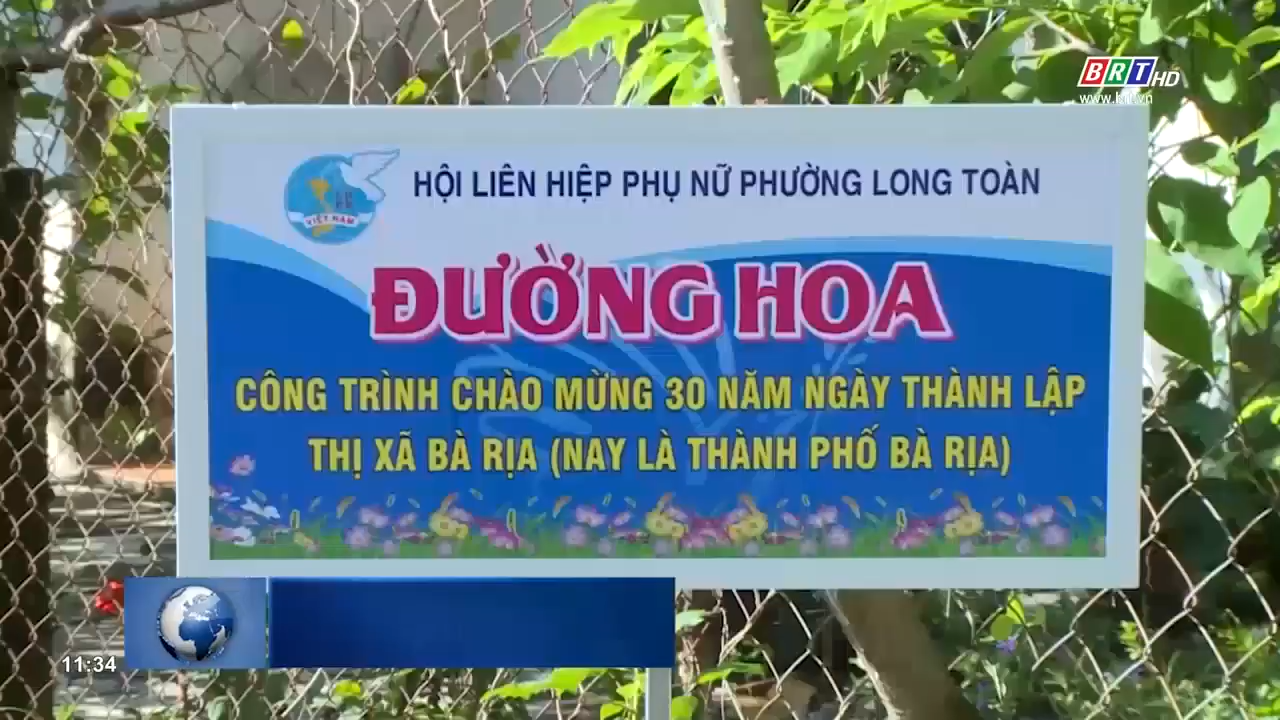 BRT HD
www.brt.vn
VIỆT NAM
HỘI LIÊN HIỆP PHỤ NỮ PHƯỜNG LONG TOÀN
ĐƯỜNG HOA
CÔNG TRÌNH CHÀO MỪNG 30 NĂM NGÀY THÀNH LẬP
THỊ XÃ BÀ RỊA (NAY LÀ THÀNH PHỐ BÀ RỊA)
11:34